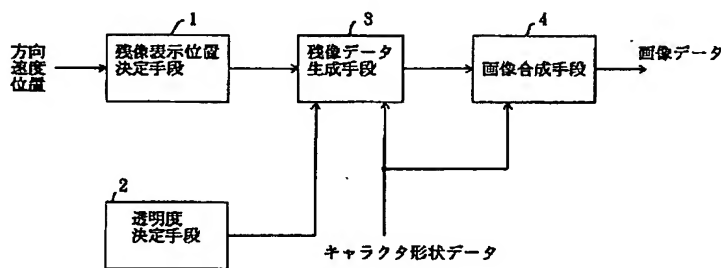 1
3
4
方向
速度
位置
残像表示位置
決定手段
残像データ
生成手段
画像合成手段
画像データ
2
透明度
決定手段
キャラクタ形状データ